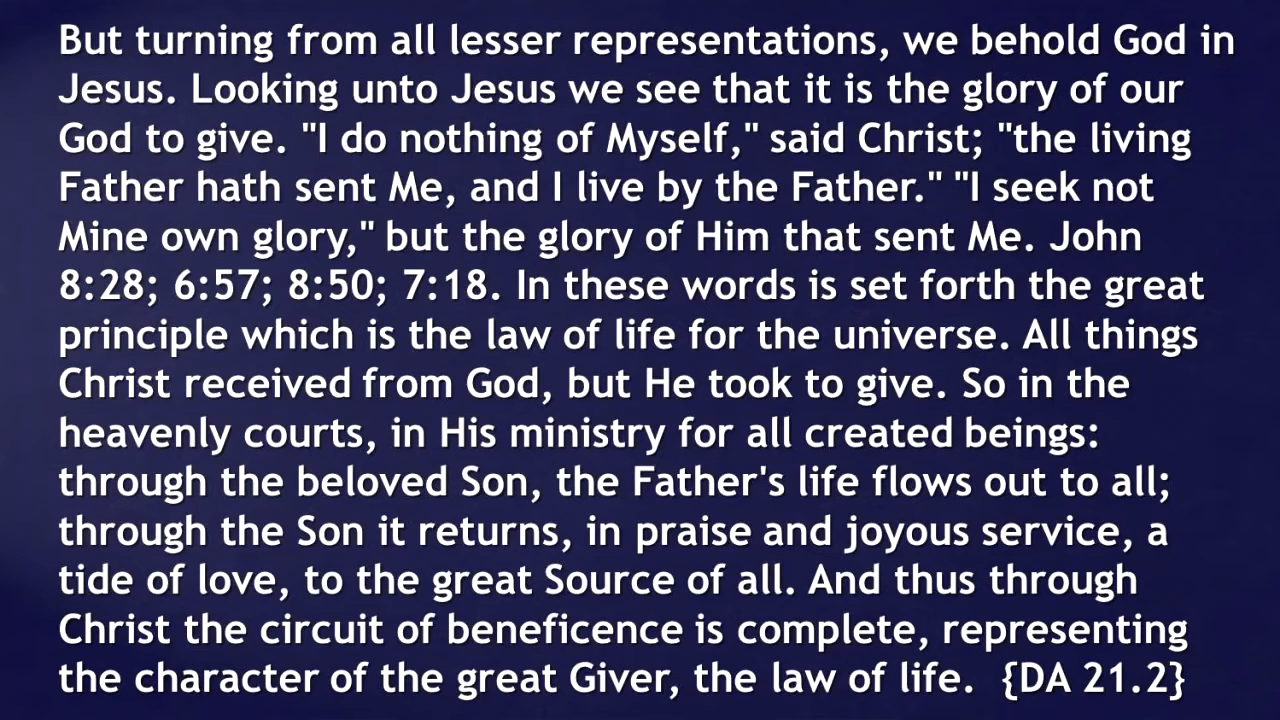 But turning from all lesser representations, we behold God in
Jesus. Looking unto Jesus we see that it is the glory of our
God to give. "I do nothing of Myself," said Christ; "the living
Father hath sent Me, and I live by the Father." "I seek not
Mine own glory," but the glory of Him that sent Me. John
8:28; 6:57; 8:50; 7:18. In these words is set forth the great
principle which is the law of life for the universe. All things
Christ received from God, but He took to give. So in the
heavenly courts, in His ministry for all created beings:
through the beloved Son, the Father's life flows out to all;
through the Son it returns, in praise and joyous service, a
tide of love, to the great Source of all. And thus through
Christ the circuit of beneficence is complete, representing
the character of the great Giver, the law of life.  {DA 21.2}